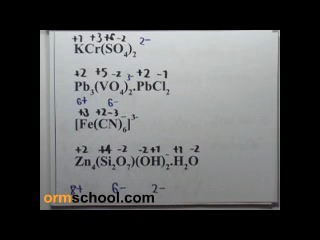 +1 +3 +6 -2 2-
KCr(SO₄)₂
+2 +5 -2 3- +2 -1
Pb₃(VO₄)₂.PbCl₂
6+ 6-
+3 +2 -3
[Fe(CN)₆]³⁻
+2 +4 -2 -2 +1 +1 -2
Zn₄(Si₂O₇)(OH)₂.H₂O
8+ 6- 2-
ormschool.com